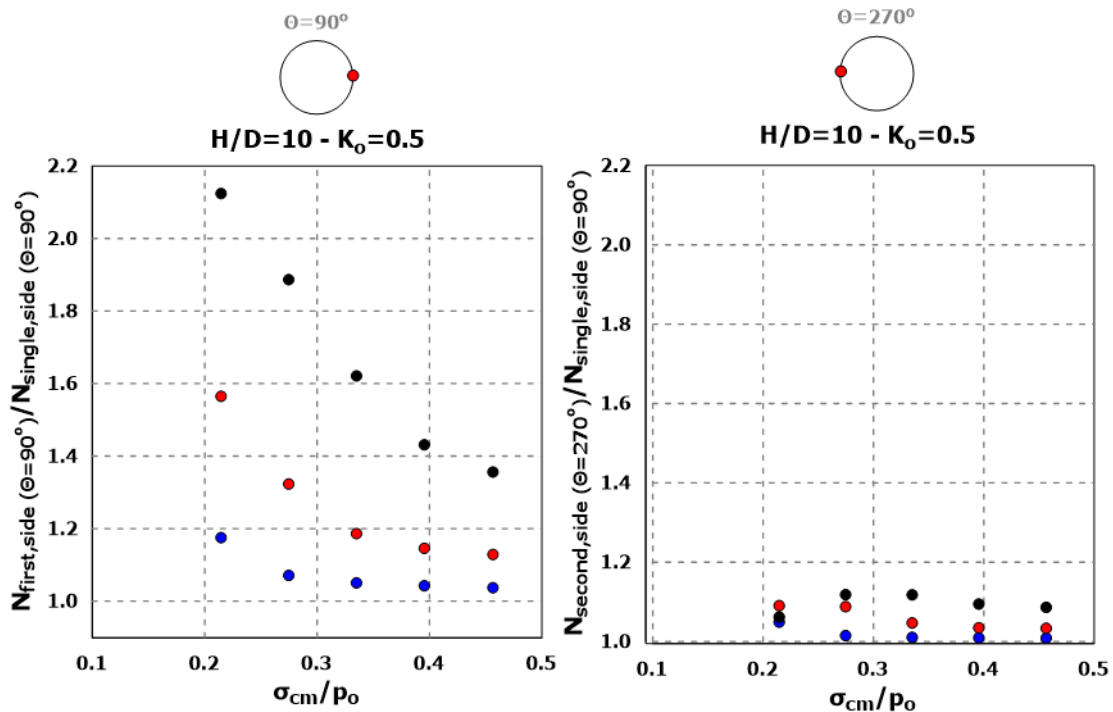 Θ=90°
H/D=10 - Ko=0.5
Nfirst,side (Θ=90°)/Nsingle,side (Θ=90°)
2.2
2.0
1.8
1.6
1.4
1.2
1.0
0.1 0.2 0.3 0.4 0.5
σcm/po
Θ=270°
H/D=10 - Ko=0.5
Nsecond,side (Θ=270°)/Nsingle,side (Θ=90°)
2.2
2.0
1.8
1.6
1.4
1.2
1.0
0.1 0.2 0.3 0.4 0.5
σcm/po